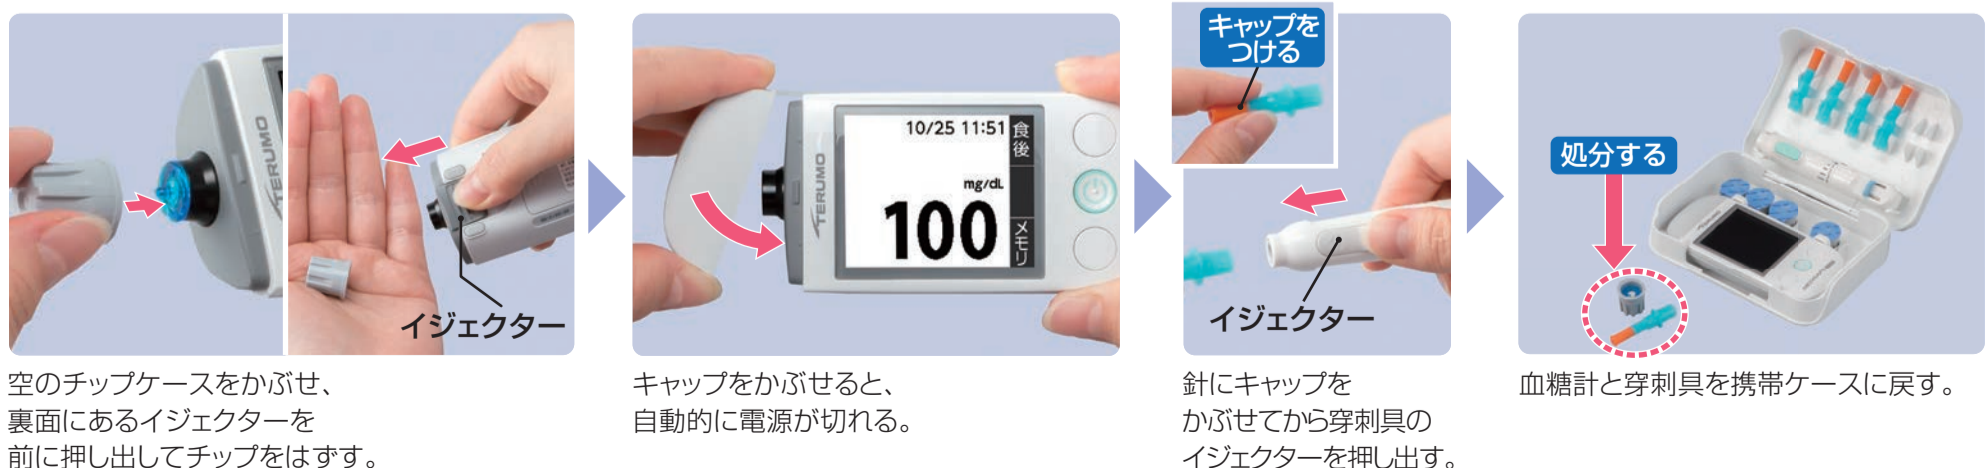 TERUMO
イジェクター
空のチップケースをかぶせ、
裏面にあるイジェクターを
前に押し出してチップをはずす。
TERUMO
10/25 11:51
食後
mg/dL
100
メモリ
キャップをかぶせると、
自動的に電源が切れる。
キャップを
つける
イジェクター
針にキャップを
かぶせてから穿刺具の
イジェクターを押し出す。
処分する
血糖計と穿刺具を携帯ケースに戻す。